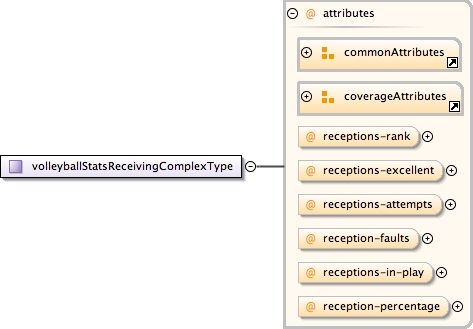 @ attributes
commonAttributes
coverageAttributes
@ receptions-rank
volleyballStatsReceivingComplexType
@ receptions-excellent
@ receptions-attempts
@ reception-faults
@ receptions-in-play
@ reception-percentage